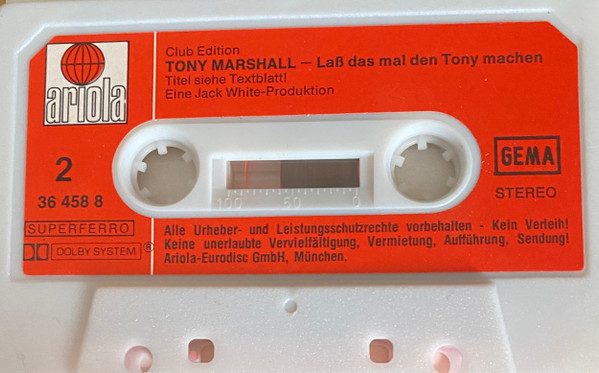 ariola
Club Edition
TONY MARSHALL — Laß das mal den Tony machen
Titel siehe Textblatt!
Eine Jack White-Produktion
2
36 458 8
SUPERFERRO
DOLBY SYSTEM ®
100 50 0
GEMA
STEREO
Alle Urheber- und Leistungsschutzrechte vorbehalten - Kein Verleih!
Keine unerlaubte Vervielfältigung, Vermietung, Aufführung, Sendung!
Ariola-Eurodisc GmbH, München.